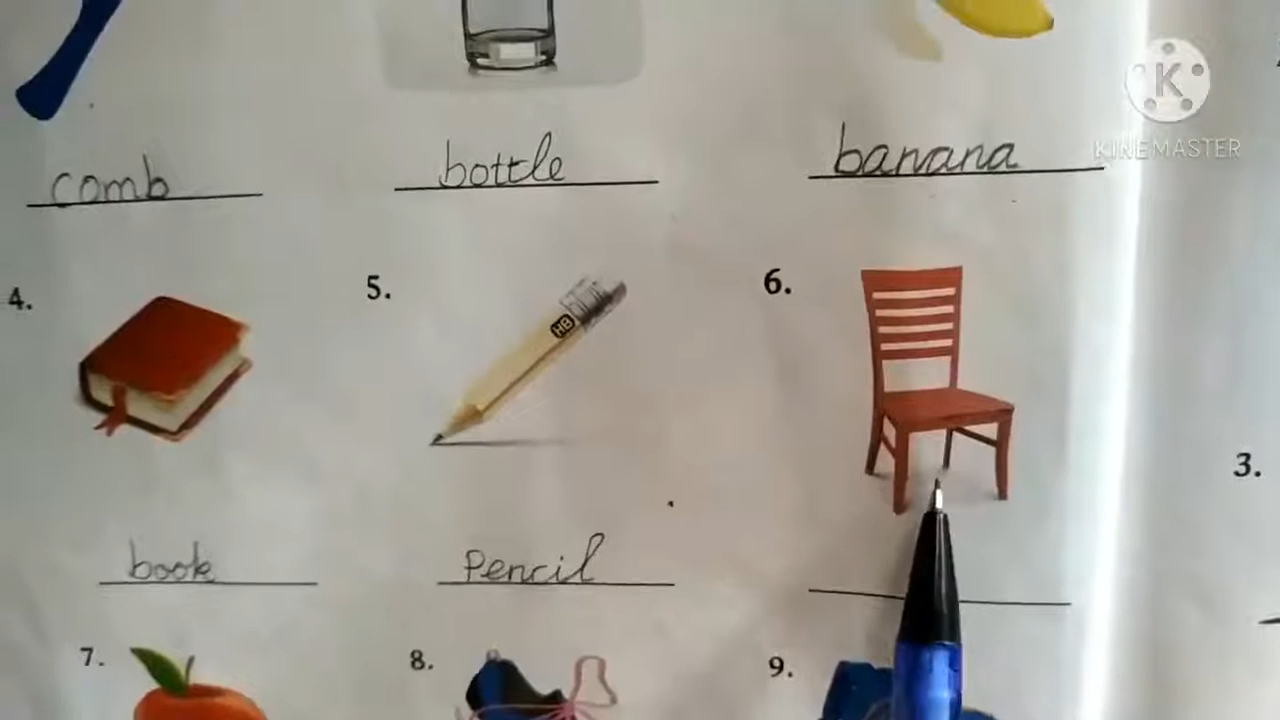 K
KINEMASTER
comb
bottle
banana
4.
5.
6.
HB
3.
book
Pencil
7.
8.
9.